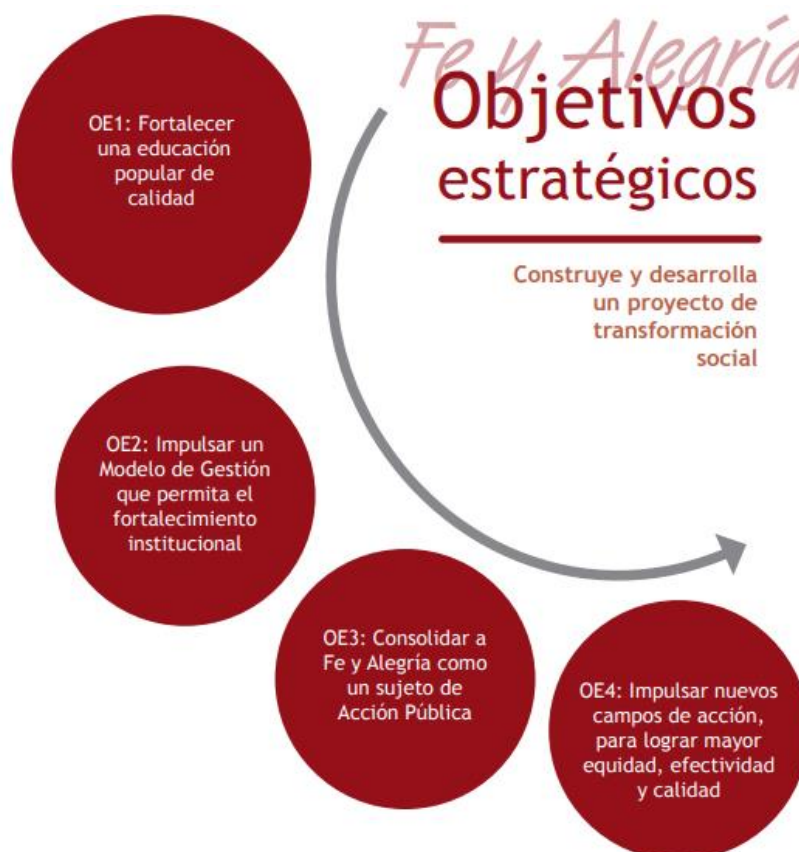 Fe y Alegría
Objetivos
estratégicos
Construye y desarrolla
un proyecto de
transformación
social
OE1: Fortalecer
una educación
popular de
calidad
OE2: Impulsar un
Modelo de Gestión
que permita el
fortalecimiento
institucional
OE3: Consolidar a
Fe y Alegría como
un sujeto de
Acción Pública
OE4: Impulsar nuevos
campos de acción,
para lograr mayor
equidad, efectividad
y calidad